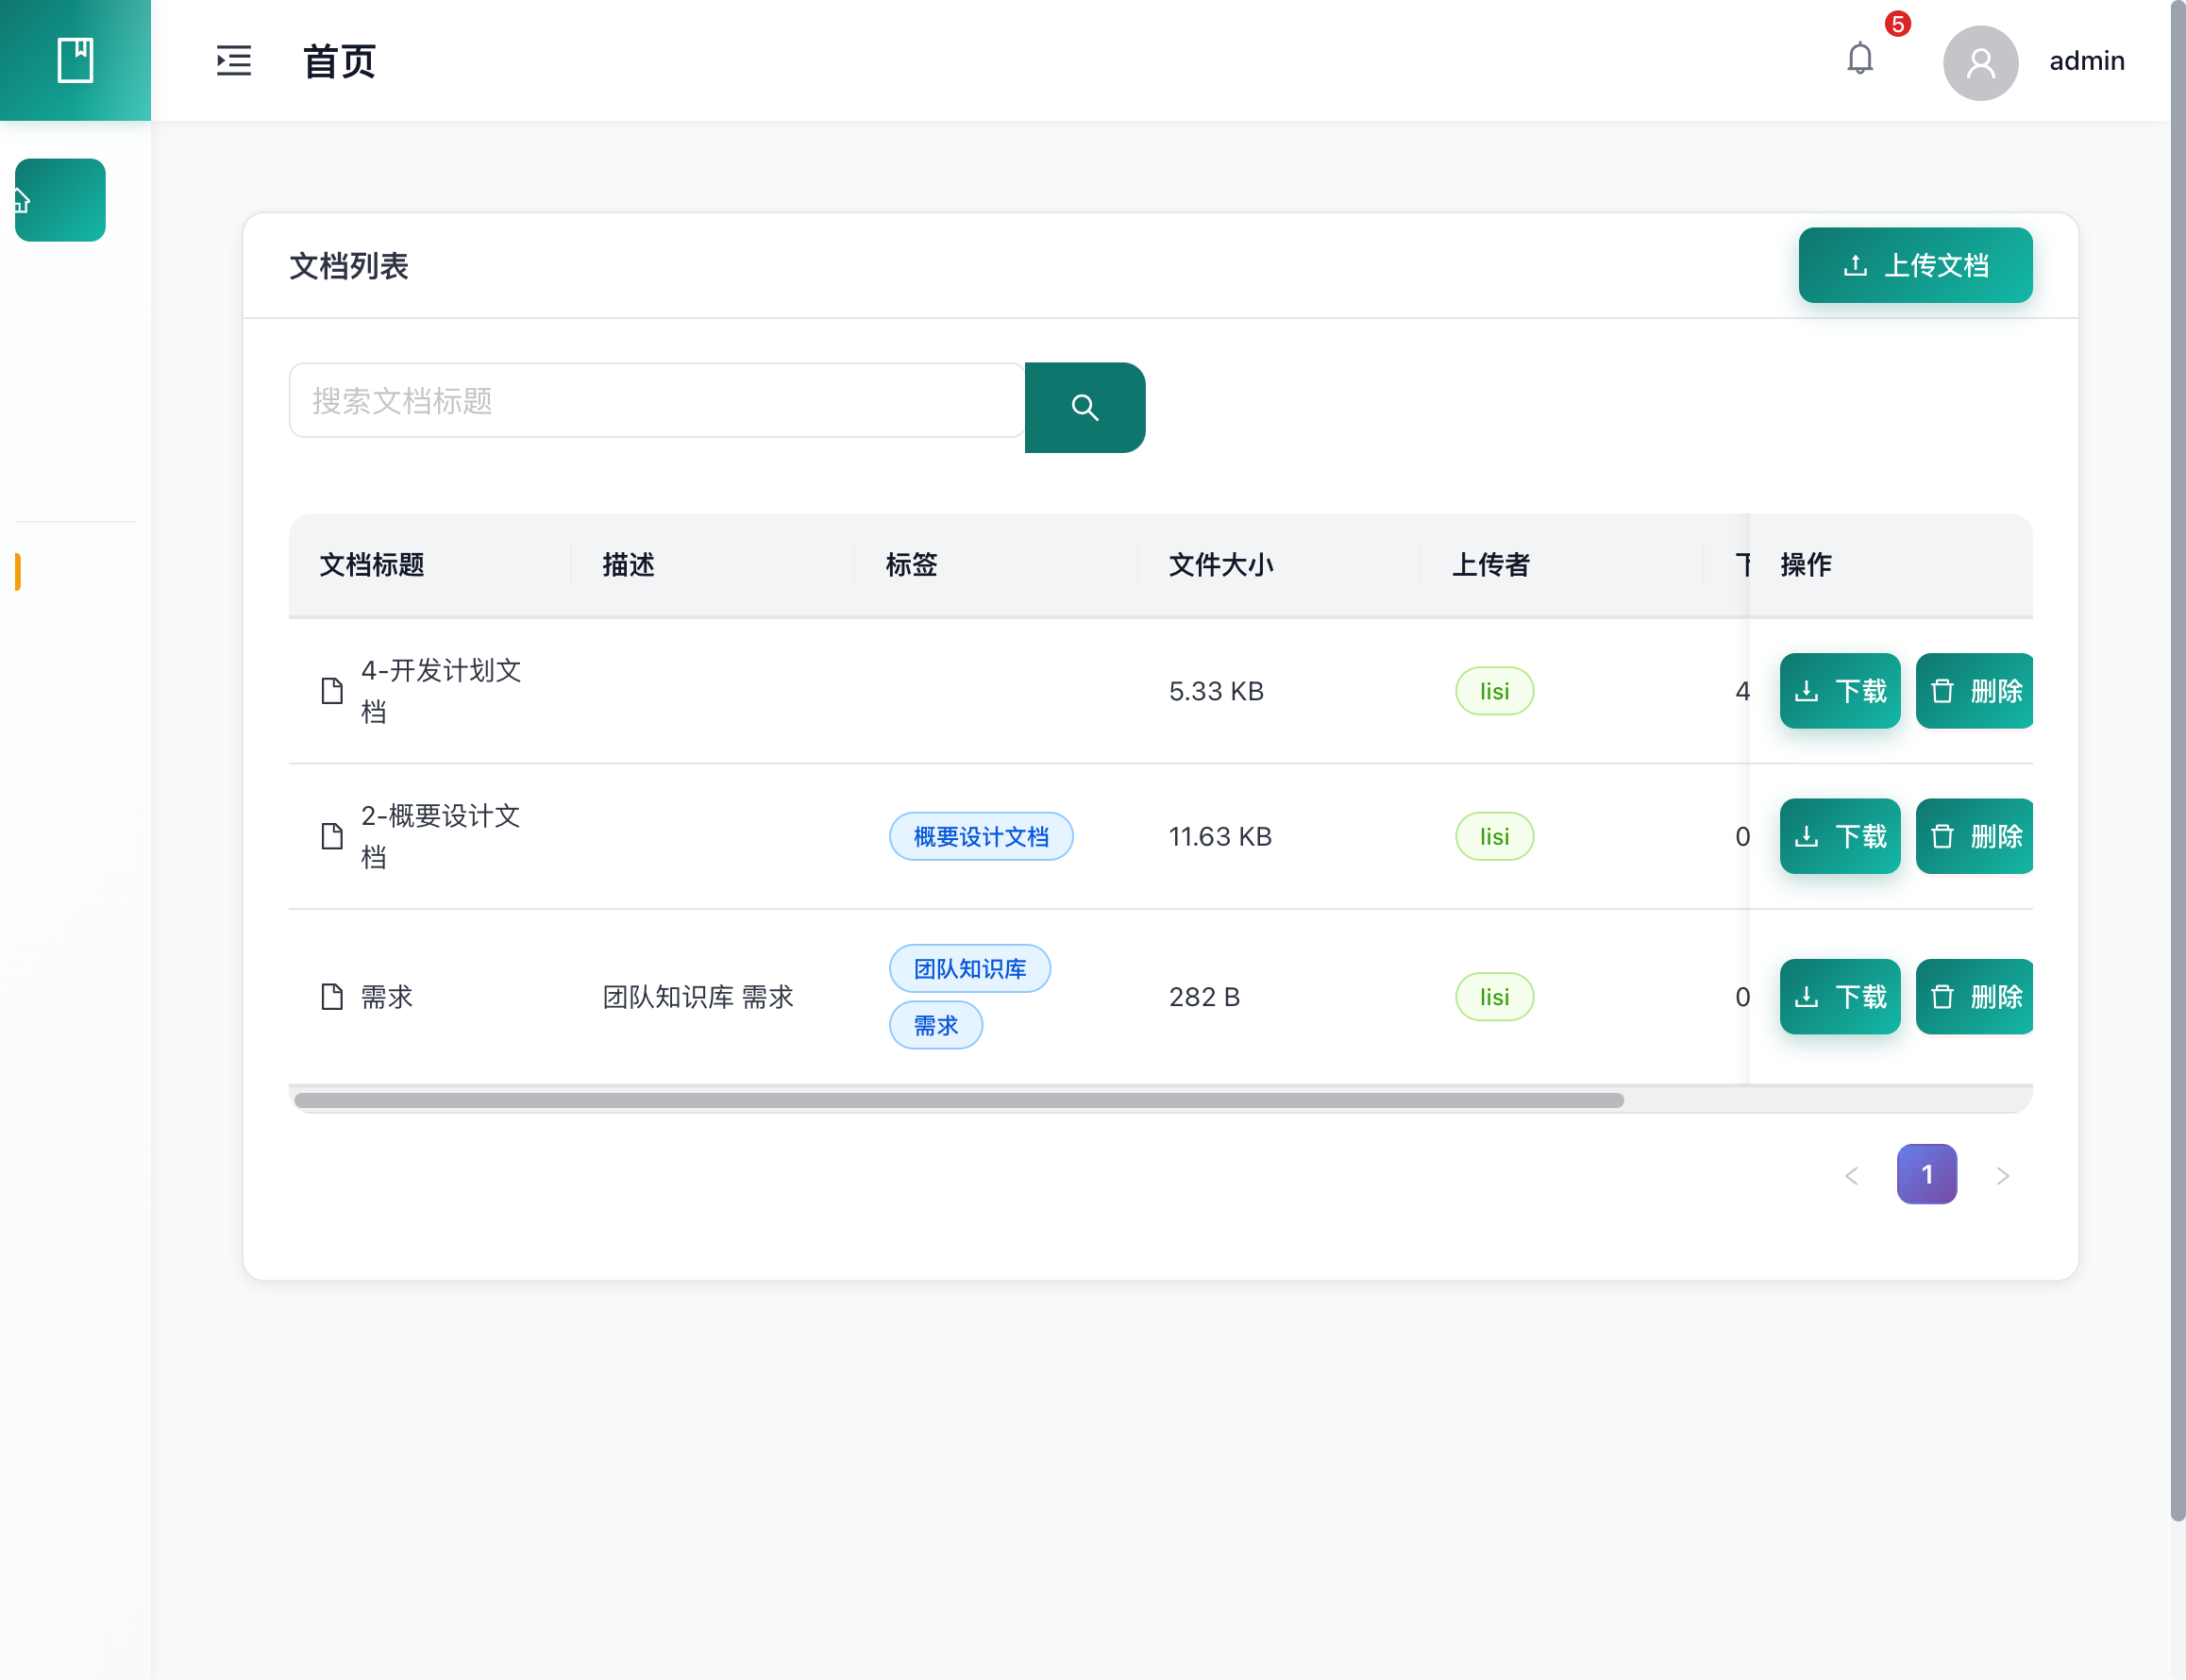 首页
5
admin
文档列表
上传文档
搜索文档标题
文档标题 描述 标签 文件大小 上传者 操作
4-开发计划文
档
5.33 KB lisi 4 下载 删除
2-概要设计文
档
概要设计文档 11.63 KB lisi 0 下载 删除
需求 团队知识库 需求 团队知识库
需求
282 B lisi 0 下载 删除
1